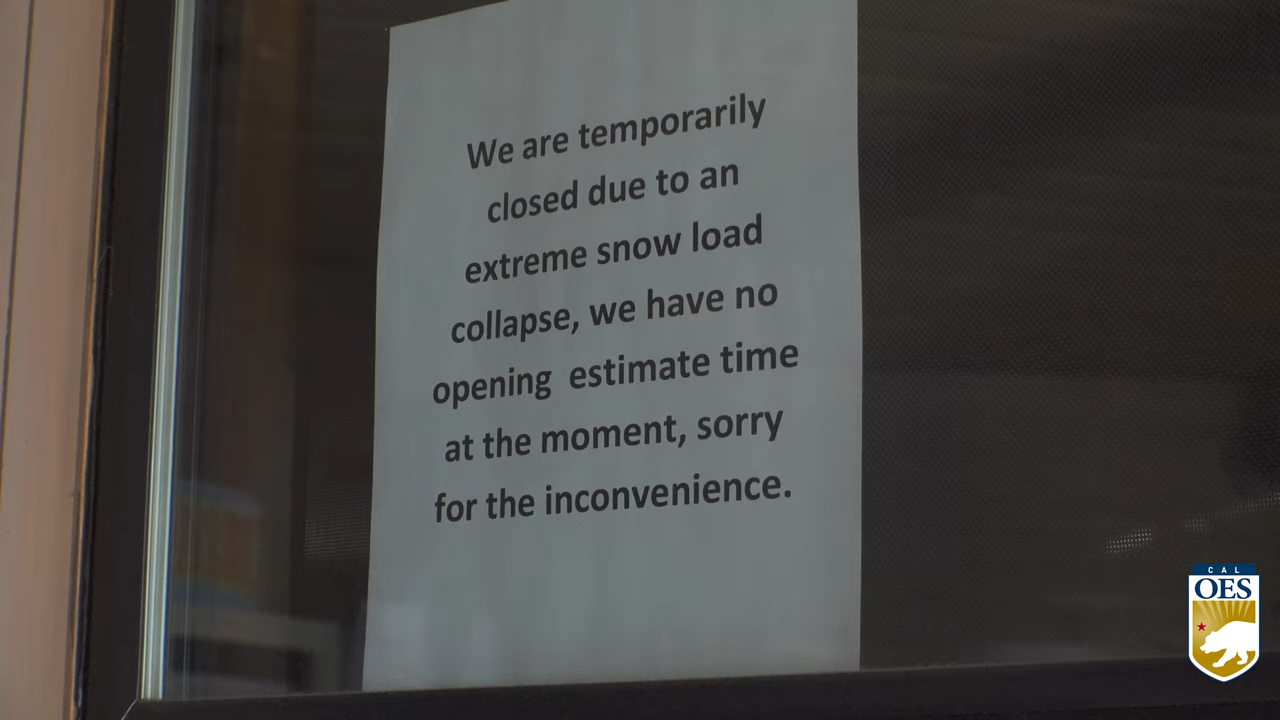 We are temporarily
closed due to an
extreme snow load
collapse, we have no
opening  estimate time
at the moment, sorry
for the inconvenience.
CAL
OES